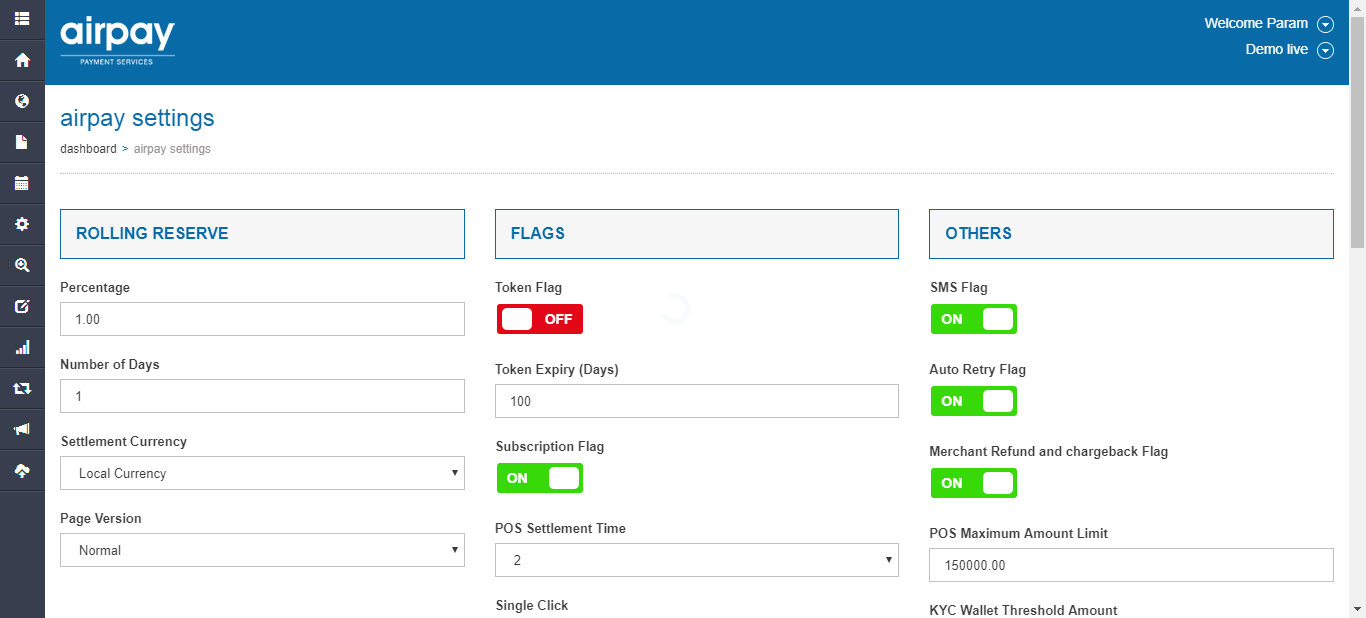 airpay
PAYMENT SERVICES
Welcome Param
Demo live
airpay settings
dashboard > airpay settings
ROLLING RESERVE
Percentage
1.00
Number of Days
1
Settlement Currency
Local Currency
Page Version
Normal
FLAGS
Token Flag
OFF
Token Expiry (Days)
100
Subscription Flag
ON
POS Settlement Time
2
Single Click
OTHERS
SMS Flag
ON
Auto Retry Flag
ON
Merchant Refund and chargeback Flag
ON
POS Maximum Amount Limit
150000.00
KYC Wallet Threshold Amount